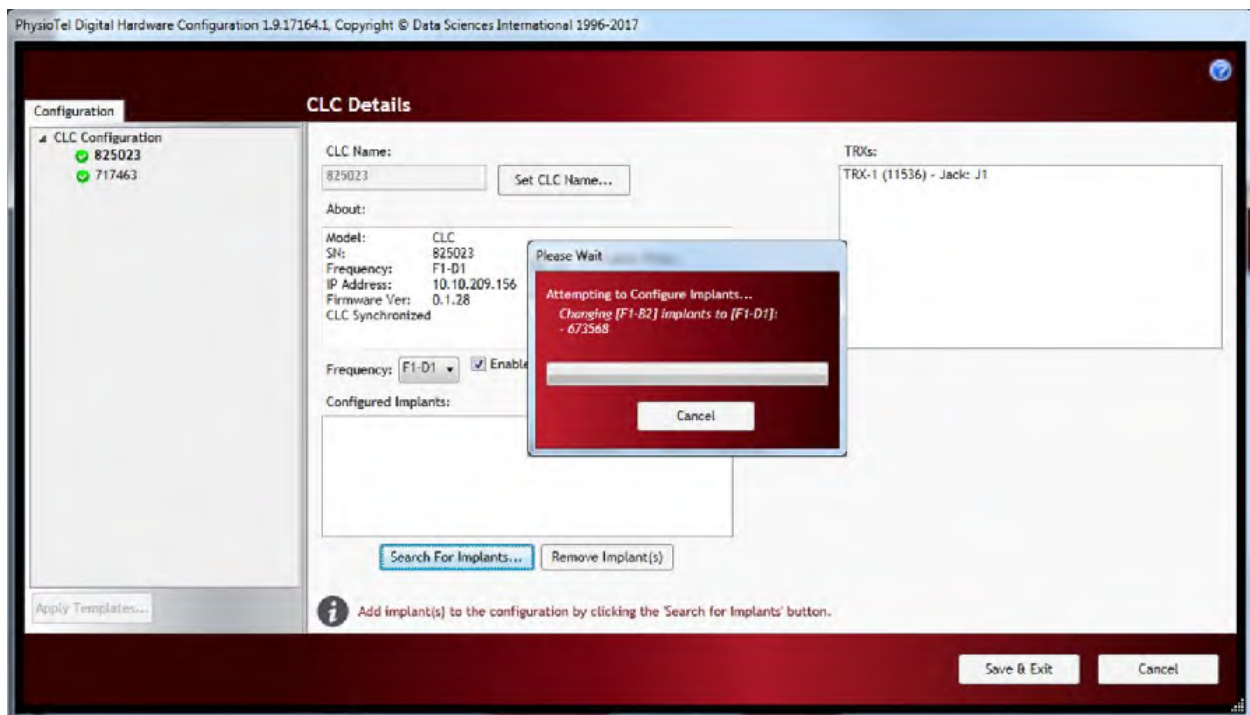 PhysioTel Digital Hardware Configuration 1.9.17164.1, Copyright © Data Sciences International 1996-2017
Configuration
CLC Configuration
825023
717463
Apply Templates...
CLC Details
CLC Name:
825023
Set CLC Name...
About:
Model: CLC
SN: 825023
Frequency: F1-D1
IP Address: 10.10.209.156
Firmware Ver: 0.1.28
CLC Synchronized
Frequency: F1-D1
Enable
Configured Implants:
Search For Implants...
Remove Implant(s)
Add implant(s) to the configuration by clicking the 'Search for Implants' button.
TRXs:
TRX-1 (11536) - Jack: J1
Please Wait
Attempting to Configure Implants...
Changing [F1-B2] implants to [F1-D1]:
- 673568
Cancel
Save & Exit
Cancel